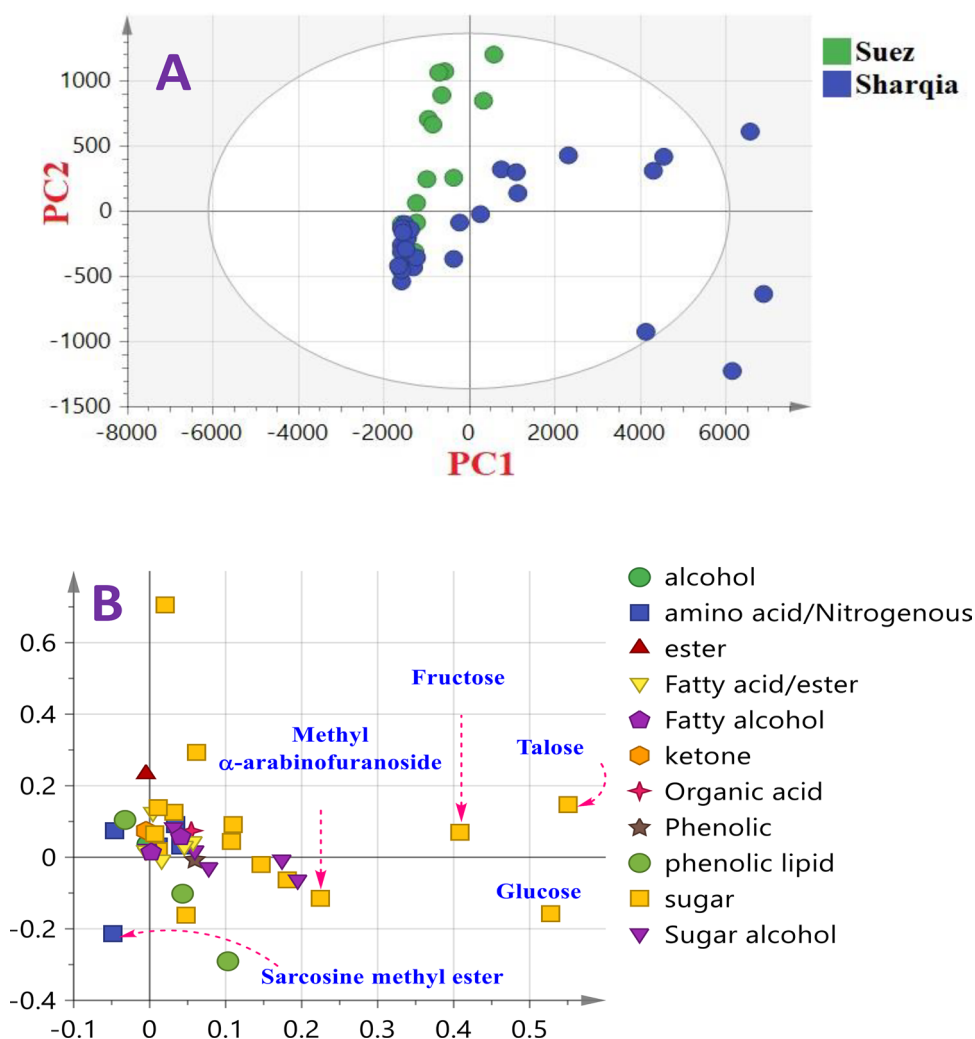 A
Suez
Sharqia
PC2
1000
500
0
-500
-1000
-1500
-8000 -6000 -4000 -2000 0 2000 4000 6000
PC1
B
alcohol
amino acid/Nitrogenous
ester
Fatty acid/ester
Fatty alcohol
ketone
Organic acid
Phenolic
phenolic lipid
sugar
Sugar alcohol
0.6
0.4
0.2
0
-0.2
-0.4
Fructose
Methyl
α-arabinofuranoside
Talose
Glucose
Sarcosine methyl ester
-0.1 0 0.1 0.2 0.3 0.4 0.5